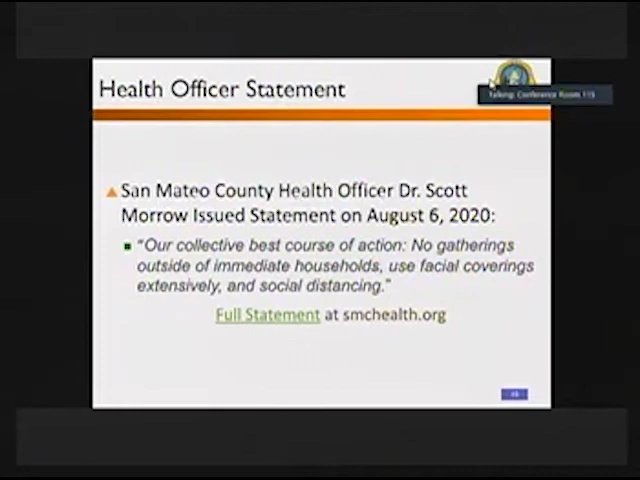 Health Officer Statement
Talking: Conference Room 115
San Mateo County Health Officer Dr. Scott
Morrow Issued Statement on August 6, 2020:
"Our collective best course of action: No gatherings
outside of immediate households, use facial coverings
extensively, and social distancing."
Full Statement at smchealth.org